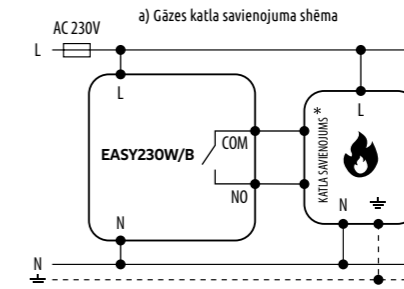 a) Gāzes katla savienojuma shēma
AC 230V
L
L
COM
EASY230W/B
NO
N
KATLA SAVIENOJUMS *
L
N
N